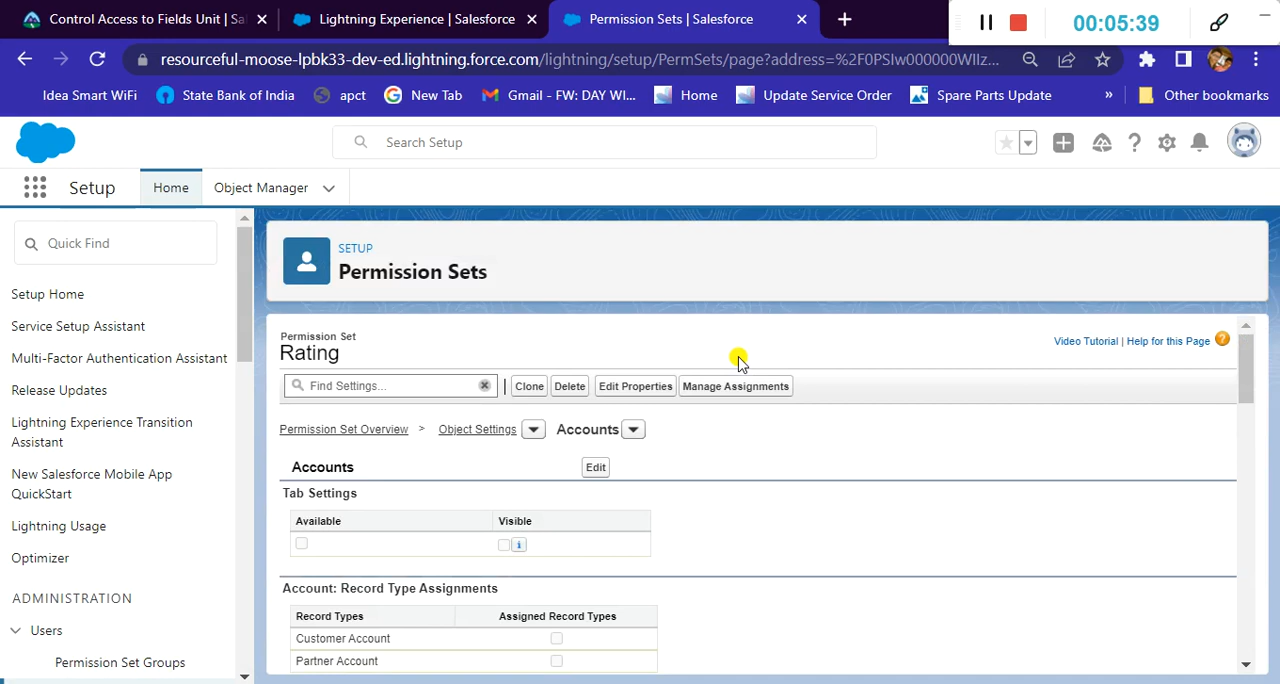 Control Access to Fields Unit | Sa
Lightning Experience | Salesforce
Permission Sets | Salesforce
00:05:39
resourceful-moose-lpbk33-dev-ed.lightning.force.com/lightning/setup/PermSets/page?address=%2F0PSIw000000WIIz...
Idea Smart WiFi
State Bank of India
apct
New Tab
Gmail - FW: DAY WI...
Home
Update Service Order
Spare Parts Update
»
Other bookmarks
Search Setup
Setup
Home
Object Manager
Quick Find
Setup Home
Service Setup Assistant
Multi-Factor Authentication Assistant
Release Updates
Lightning Experience Transition
Assistant
New Salesforce Mobile App
QuickStart
Lightning Usage
Optimizer
ADMINISTRATION
Users
Permission Set Groups
SETUP
Permission Sets
Permission Set
Rating
Video Tutorial | Help for this Page
Find Settings... | Clone Delete Edit Properties Manage Assignments
Permission Set Overview > Object Settings Accounts
Accounts Edit
Tab Settings
Available Visible
Account: Record Type Assignments
Record Types Assigned Record Types
Customer Account
Partner Account